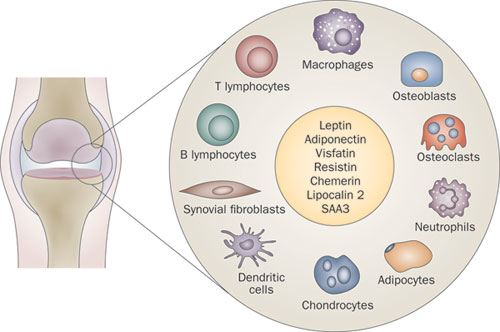 Macrophages
T lymphocytes
Osteoblasts
B lymphocytes
Leptin
Adiponectin
Visfatin
Resistin
Chemerin
Lipocalin 2
SAA3
Osteoclasts
Synovial fibroblasts
Neutrophils
Dendritic
cells
Adipocytes
Chondrocytes